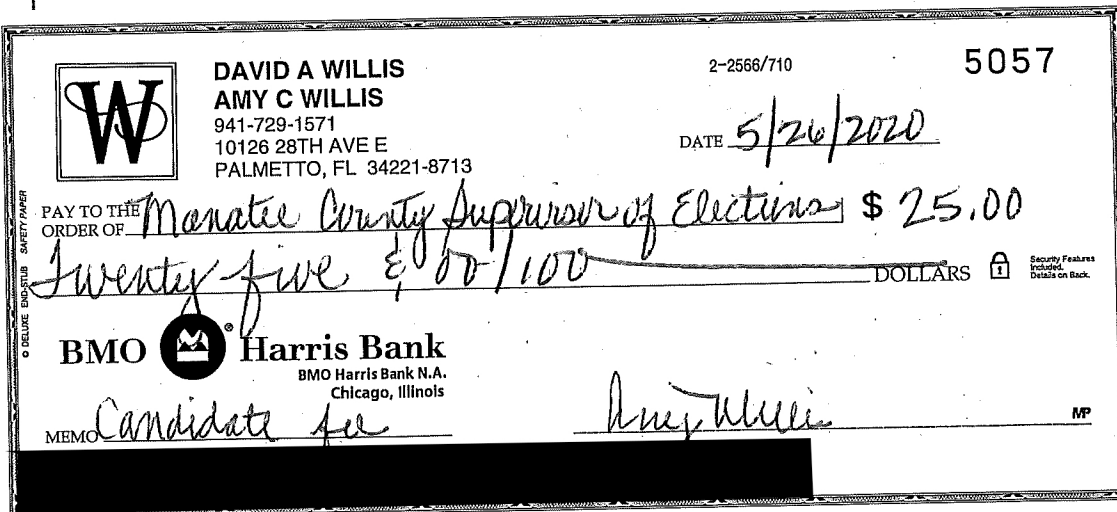 5057
2-2566/710
W
DAVID A WILLIS
AMY C WILLIS
941-729-1571
10126 28TH AVE E
PALMETTO, FL 34221-8713
DATE 5/26/2020
PAY TO THE ORDER OF Manatee County Supervisor of Elections $ 25.00
Twenty-five & 00/100 DOLLARS
Security Features Included. Details on Back.
© DELUXE END-STUB SAFETY PAPER
BMO ® Harris Bank
BMO Harris Bank N.A.
Chicago, Illinois
MEMO Candidate fee Amy Willis MP